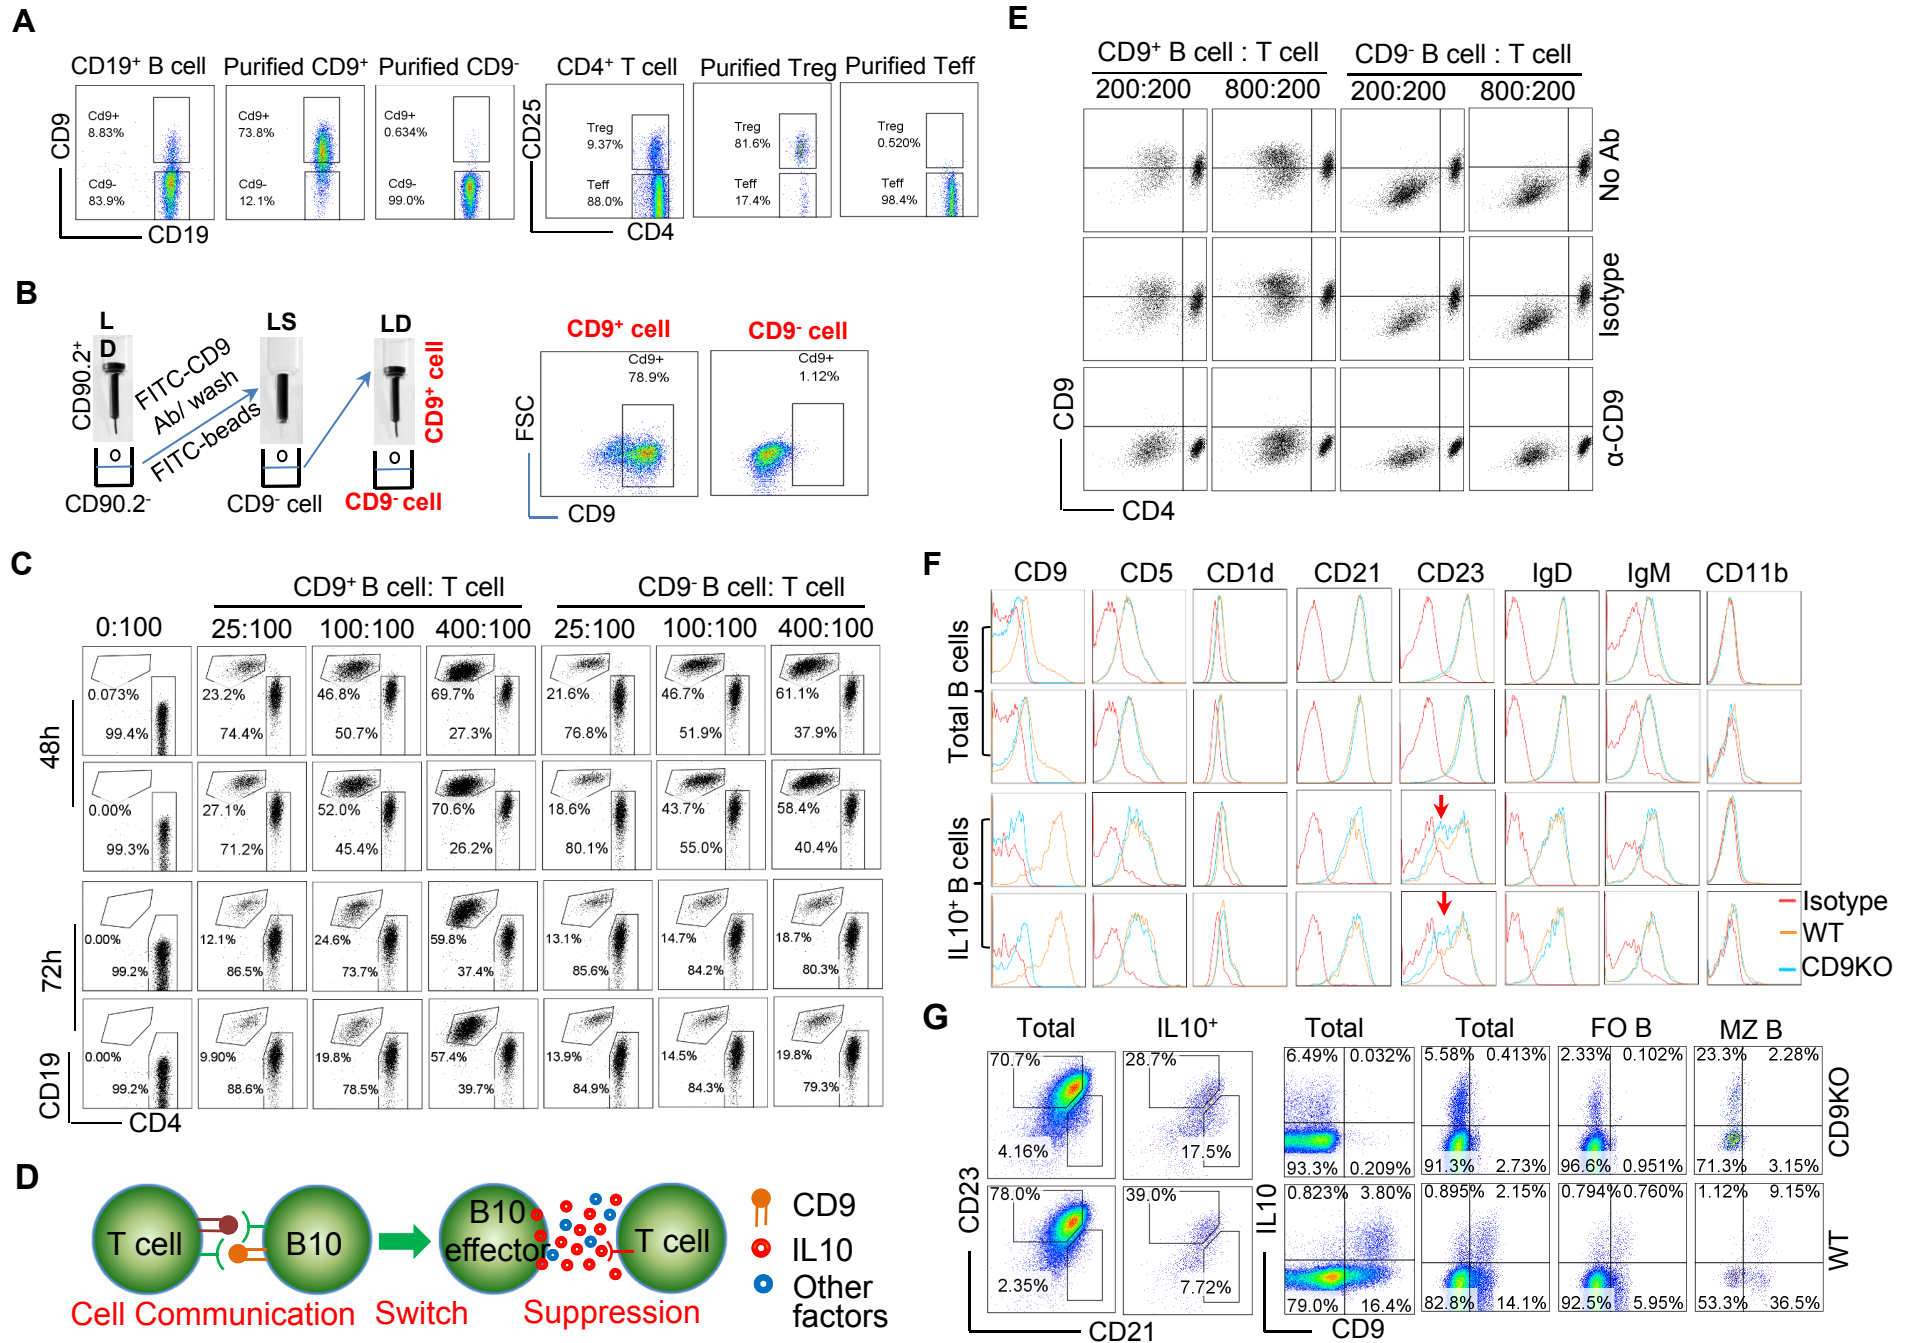 A
CD19⁺ B cell Purified CD9⁺ Purified CD9⁻ CD4⁺ T cell Purified Treg Purified Teff
CD9
Cd9+
8.83%
Cd9-
83.9%
Cd9+
73.8%
Cd9-
12.1%
Cd9+
0.634%
Cd9-
99.0%
CD19
CD25
Treg
9.37%
Teff
88.0%
Treg
81.6%
Teff
17.4%
Treg
0.520%
Teff
98.4%
CD4
B
L
D
LS
LD
CD90.2⁺
FITC-CD9
Ab/ wash
FITC-beads
CD9⁺ cell
CD90.2⁻
CD9⁻ cell
CD9⁻ cell
CD9⁺ cell
CD9⁻ cell
Cd9+
78.9%
Cd9+
1.12%
FSC
CD9
C
CD9⁺ B cell: T cell CD9⁻ B cell: T cell
0:100 25:100 100:100 400:100 25:100 100:100 400:100
48h
0.073% 23.2% 46.8% 69.7% 21.6% 46.7% 61.1%
99.4% 74.4% 50.7% 27.3% 76.8% 51.9% 37.9%
0.00% 27.1% 52.0% 70.6% 18.6% 43.7% 58.4%
99.3% 71.2% 45.4% 26.2% 80.1% 55.0% 40.4%
72h
0.00% 12.1% 24.6% 59.8% 13.1% 14.7% 18.7%
99.2% 86.5% 73.7% 37.4% 85.6% 84.2% 80.3%
0.00% 9.90% 19.8% 57.4% 13.9% 14.5% 19.8%
99.2% 88.6% 78.5% 39.7% 84.9% 84.3% 79.3%
CD19
CD4
D
T cell
B10
B10
effector
T cell
CD9
IL10
Other
factors
Cell Communication Switch Suppression
E
CD9⁺ B cell : T cell CD9⁻ B cell : T cell
200:200 800:200 200:200 800:200
No Ab
Isotype
α-CD9
CD9
CD4
F
CD9 CD5 CD1d CD21 CD23 IgD IgM CD11b
Total B cells
IL10⁺ B cells
Isotype
WT
CD9KO
G
Total IL10⁺ Total Total FO B MZ B
70.7% 28.7%
4.16% 17.5%
78.0% 39.0%
2.35% 7.72%
CD23
CD21
6.49% 0.032% 5.58% 0.413% 2.33% 0.102% 23.3% 2.28%
93.3% 0.209% 91.3% 2.73% 96.6% 0.951% 71.3% 3.15%
CD9KO
0.823% 3.80% 0.895% 2.15% 0.794% 0.760% 1.12% 9.15%
79.0% 16.4% 82.8% 14.1% 92.5% 5.95% 53.3% 36.5%
WT
IL10
CD9